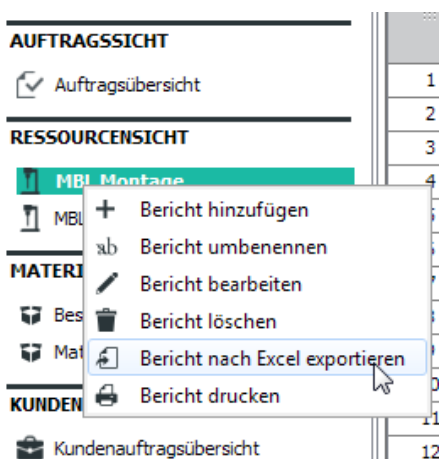 AUFTRAGSSICHT
Auftragsübersicht
RESSOURCENSICHT
MBL Montage
MBL
Bericht hinzufügen
ab Bericht umbenennen
MATERI
Bericht bearbeiten
Bes
Bericht löschen
Mat
Bericht nach Excel exportieren
KUNDEN
Bericht drucken
Kundenauftragsübersicht
1
2
3
4
11
12